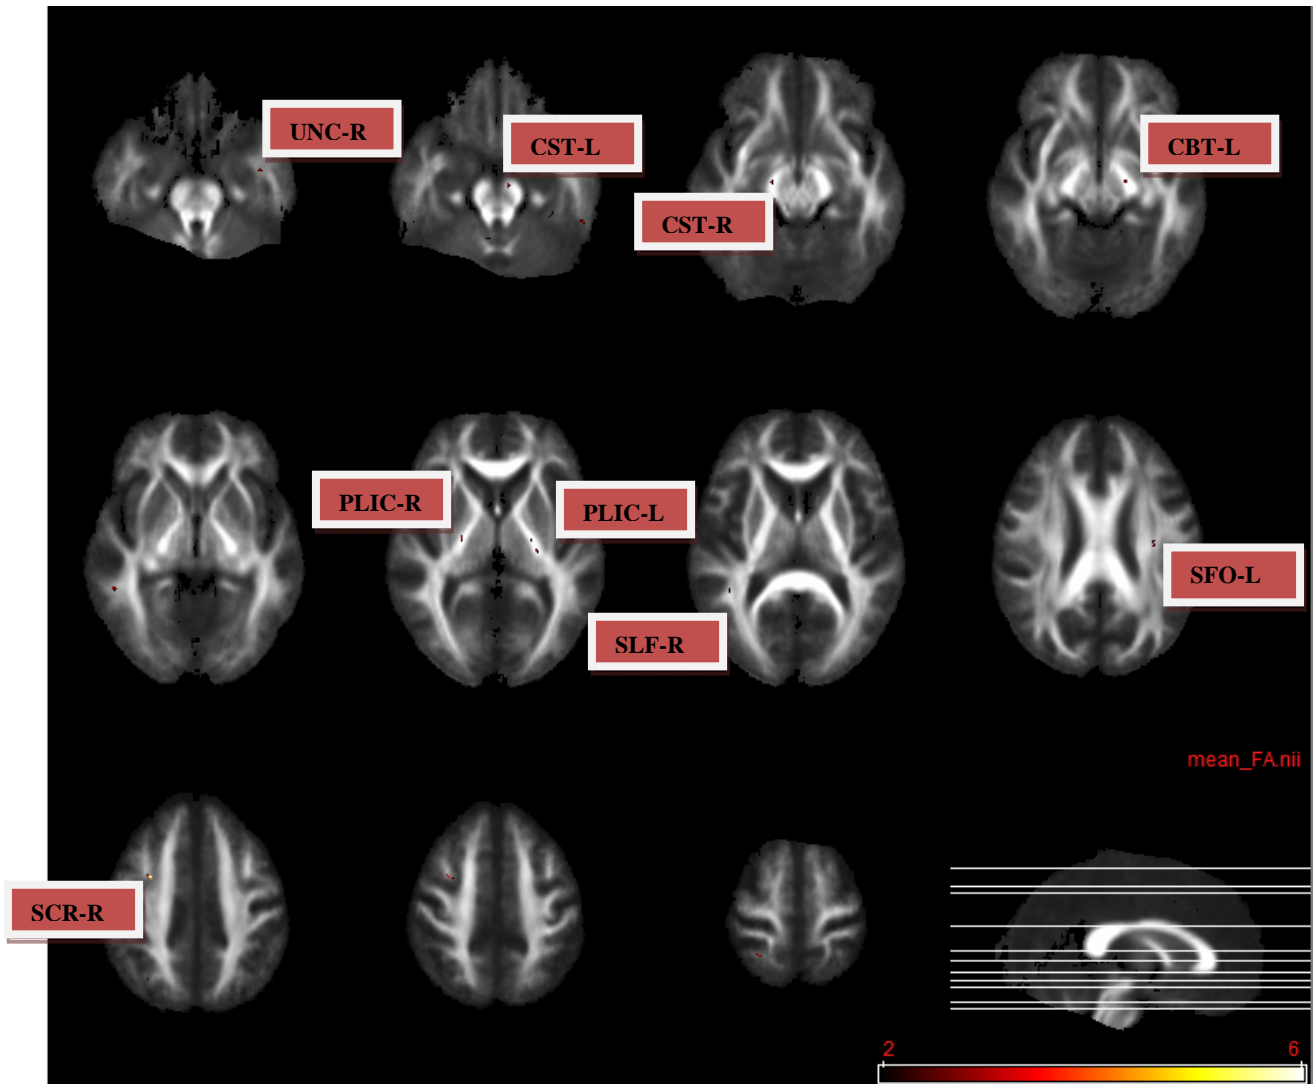 UNC-R
CST-L
CBT-L
CST-R
PLIC-R
PLIC-L
SFO-L
SLF-R
mean_FA.nii
SCR-R
2 6